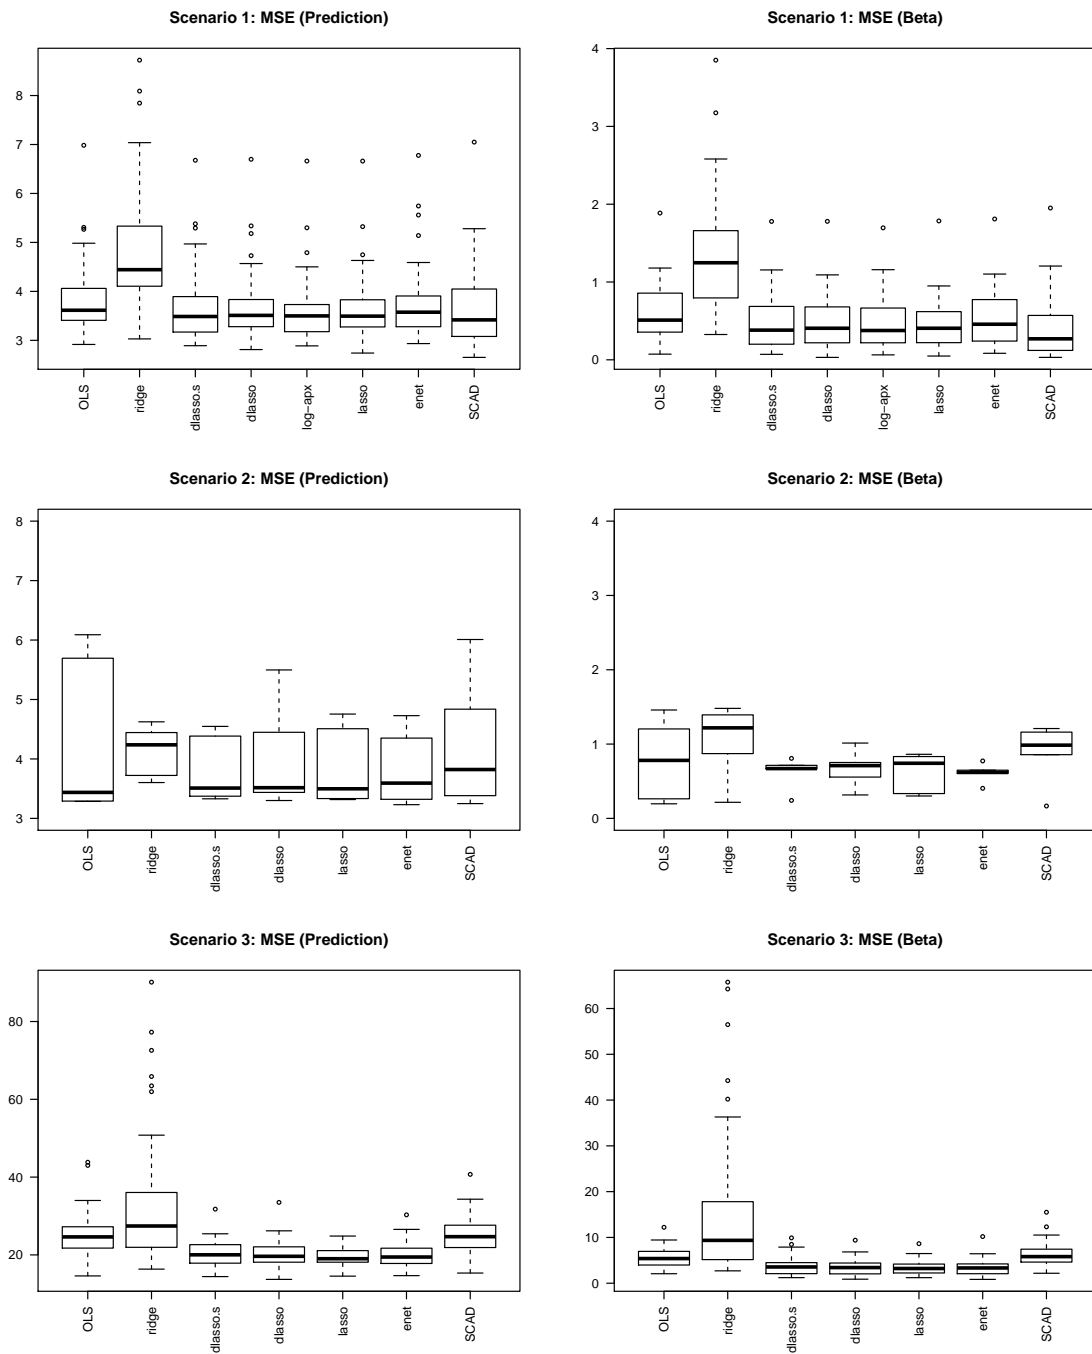 Scenario 1: MSE (Prediction)
8
7
6
5
4
3
OLS
ridge
dlasso.s
dlasso
log−apx
lasso
enet
SCAD
Scenario 1: MSE (Beta)
4
3
2
1
0
OLS
ridge
dlasso.s
dlasso
log−apx
lasso
enet
SCAD
Scenario 2: MSE (Prediction)
8
7
6
5
4
3
OLS
ridge
dlasso.s
dlasso
lasso
enet
SCAD
Scenario 2: MSE (Beta)
4
3
2
1
0
OLS
ridge
dlasso.s
dlasso
lasso
enet
SCAD
Scenario 3: MSE (Prediction)
80
60
40
20
OLS
ridge
dlasso.s
dlasso
lasso
enet
SCAD
Scenario 3: MSE (Beta)
60
50
40
30
20
10
0
OLS
ridge
dlasso.s
dlasso
lasso
enet
SCAD